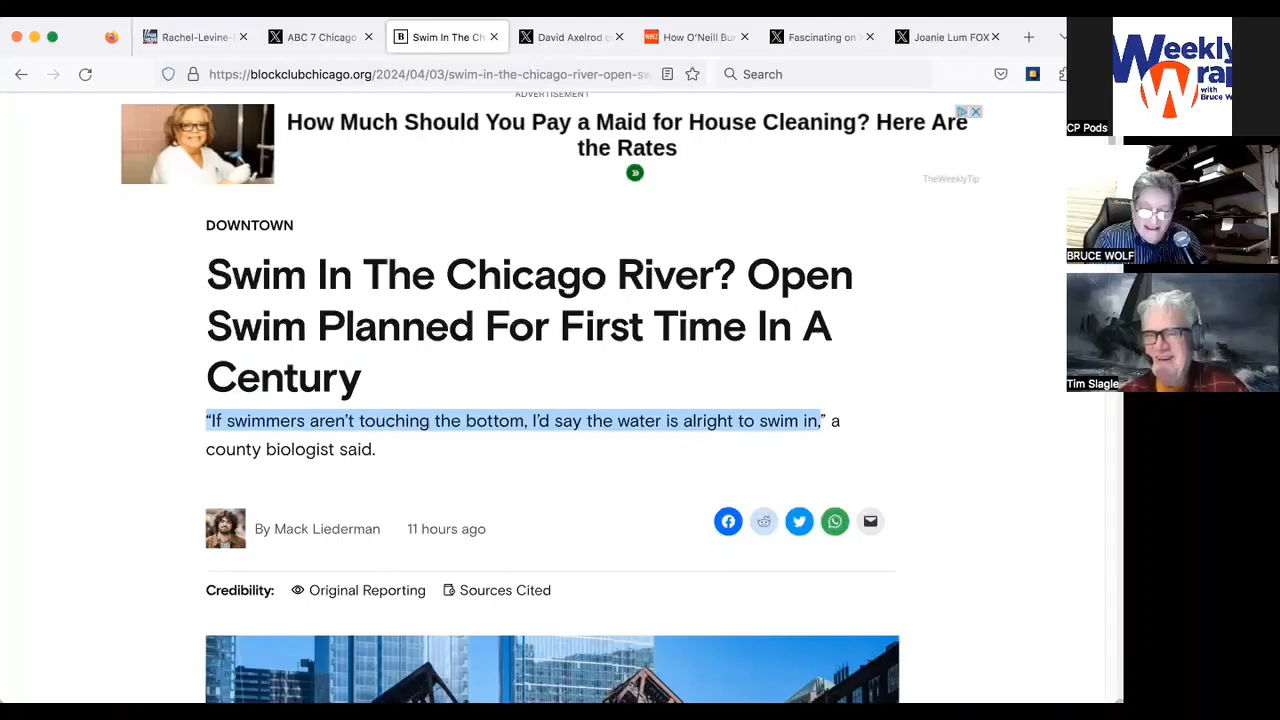 Rachel-Levine-
ABC 7 Chicago
Swim In The Ch
David Axelrod o
How O'Neill Bur
Fascinating on
Joanie Lum FOX
https://blockclubchicago.org/2024/04/03/swim-in-the-chicago-river-open-sw
Search
ADVERTISEMENT
How Much Should You Pay a Maid for House Cleaning? Here Are
the Rates
TheWeeklyTip
DOWNTOWN
Swim In The Chicago River? Open
Swim Planned For First Time In A
Century
“If swimmers aren’t touching the bottom, I’d say the water is alright to swim in,” a
county biologist said.
By Mack Liederman 11 hours ago
Credibility: Original Reporting Sources Cited
Weekly
Wra
with
Bruce W
CP Pods
BRUCE WOLF
Tim Slagle